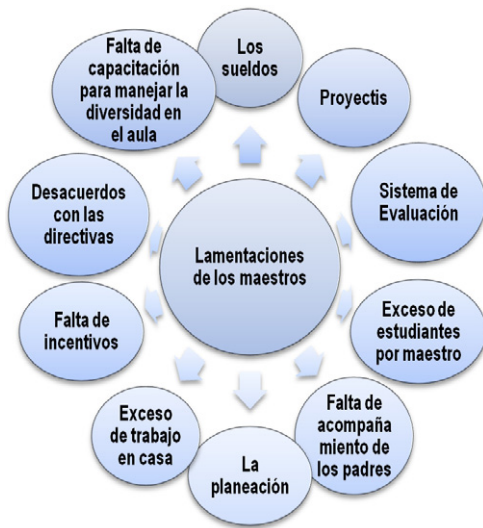 Los
sueldos
Proyectis
Sistema de
Evaluación
Exceso de
estudiantes
por maestro
Falta de
acompaña
miento de
los padres
La
planeación
Exceso
de trabajo
en casa
Falta de
incentivos
Desacuerdos
con las
directivas
Falta de
capacitación
para manejar la
diversidad en
el aula
Lamentaciones
de los maestros